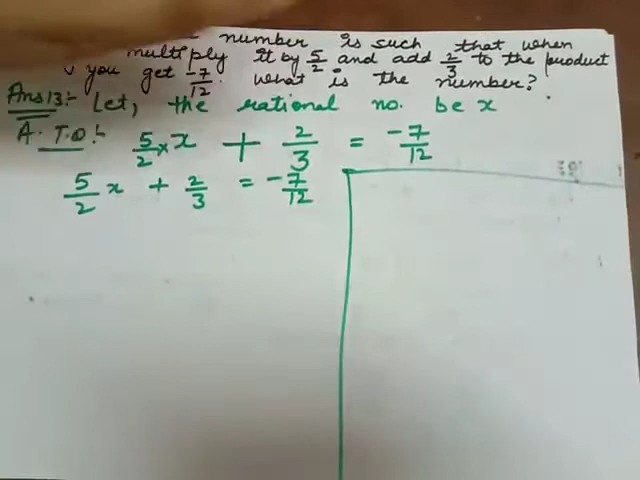 number is such that when
multiply it by 5/2 and add 2/3 to the product
you get -7/12. What is the number?
Ans13:- Let, the rational no. be x
A.T.Q:- 5/2 × x + 2/3 = -7/12
5/2 x + 2/3 = -7/12